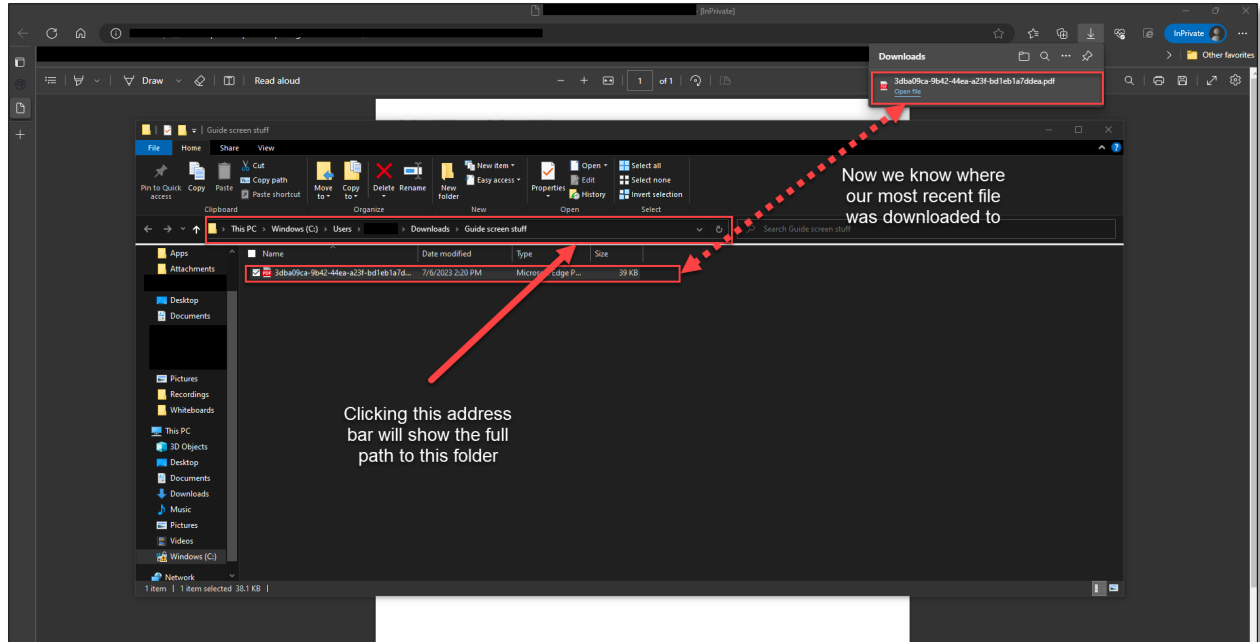 [InPrivate]
InPrivate
Other favorites
Draw
Read aloud
1 of 1
Downloads
3dba09ca-9b42-44ea-a23f-bd1eb1a7ddea.pdf
Open file
Guide screen stuff
File Home Share View
Pin to Quick access
Copy
Paste
Cut
Copy path
Paste shortcut
Move to
Copy to
Delete
Rename
New folder
New item
Easy access
Properties
Open
Edit
History
Select all
Select none
Invert selection
Clipboard Organize New Open Select
Now we know where
our most recent file
was downloaded to
This PC › Windows (C:) › Users › › Downloads › Guide screen stuff
Search Guide screen stuff
Name Date modified Type Size
3dba09ca-9b42-44ea-a23f-bd1eb1a7d... 7/6/2023 2:20 PM Edge P... 39 KB
Apps
Attachments
Desktop
Documents
Pictures
Recordings
Whiteboards
This PC
3D Objects
Desktop
Documents
Downloads
Music
Pictures
Videos
Windows (C:)
Network
Clicking this address
bar will show the full
path to this folder
1 item 1 item selected 38.1 KB